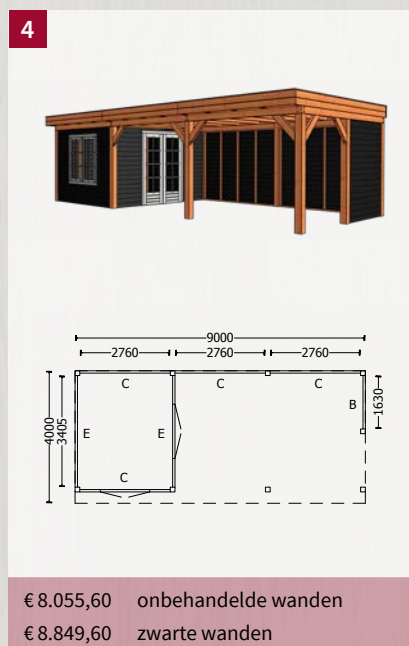 4
9000
2760 2760 2760
C C C
B
1630
4000
3405
E E
C
€ 8.055,60 onbehandelde wanden
€ 8.849,60 zwarte wanden